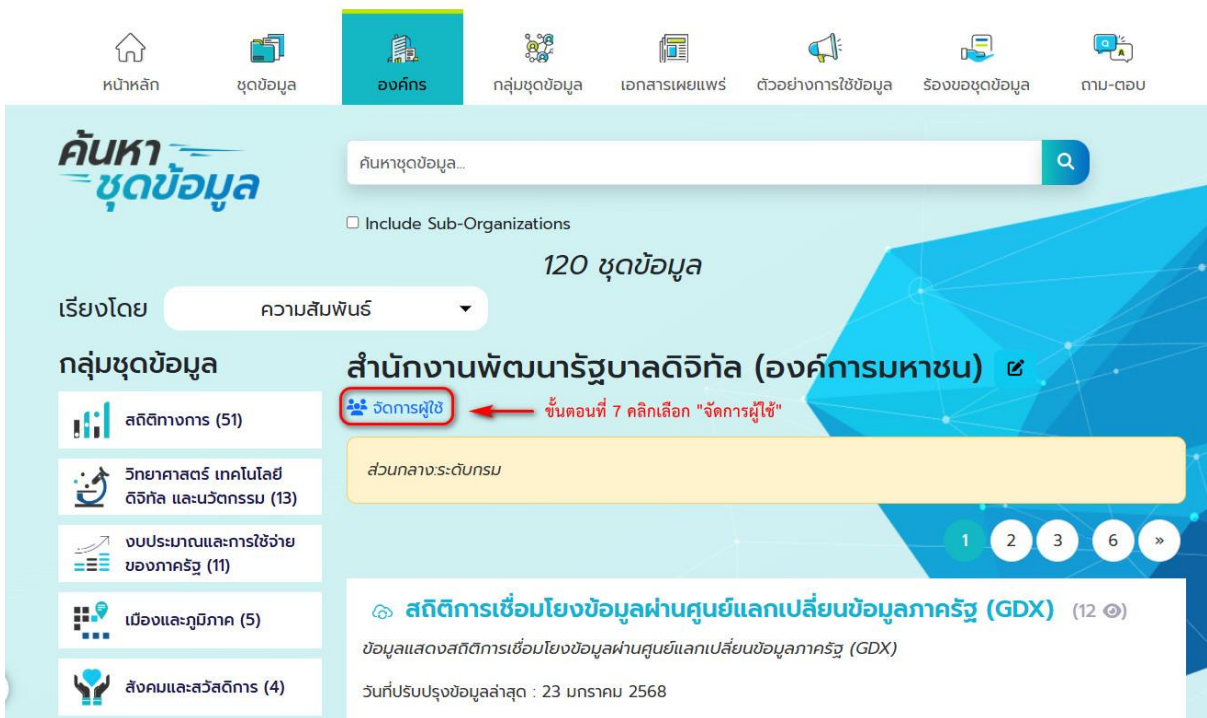 หน้าหลัก
ชุดข้อมูล
องค์กร
กลุ่มชุดข้อมูล
เอกสารเผยแพร่
ตัวอย่างการใช้ข้อมูล
ร้องขอชุดข้อมูล
ถาม-ตอบ
ค้นหา
ชุดข้อมูล
ค้นหาชุดข้อมูล...
Include Sub-Organizations
120 ชุดข้อมูล
เรียงโดย
ความสัมพันธ์
กลุ่มชุดข้อมูล
สถิติทางการ (51)
วิทยาศาสตร์ เทคโนโลยี
ดิจิทัล และนวัตกรรม (13)
งบประมาณและการใช้จ่าย
ของภาครัฐ (11)
เมืองและภูมิภาค (5)
สังคมและสวัสดิการ (4)
สำนักงานพัฒนารัฐบาลดิจิทัล (องค์การมหาชน)
จัดการผู้ใช้
ขั้นตอนที่ 7 คลิกเลือก "จัดการผู้ใช้"
ส่วนกลาง:ระดับกรม
1 2 3 6 »
สถิติการเชื่อมโยงข้อมูลผ่านศูนย์แลกเปลี่ยนข้อมูลภาครัฐ (GDX) (12)
ข้อมูลแสดงสถิติการเชื่อมโยงข้อมูลผ่านศูนย์แลกเปลี่ยนข้อมูลภาครัฐ (GDX)
วันที่ปรับปรุงข้อมูลล่าสุด : 23 มกราคม 2568